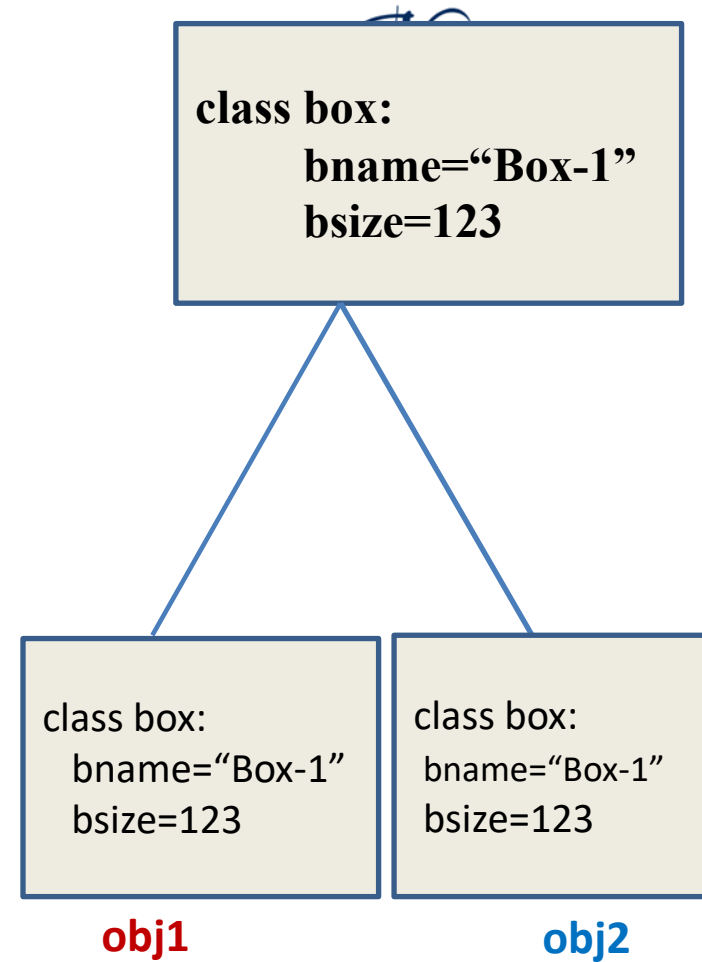 class box:
bname=“Box-1”
bsize=123
class box:
bname=“Box-1”
bsize=123
obj1
class box:
bname=“Box-1”
bsize=123
obj2